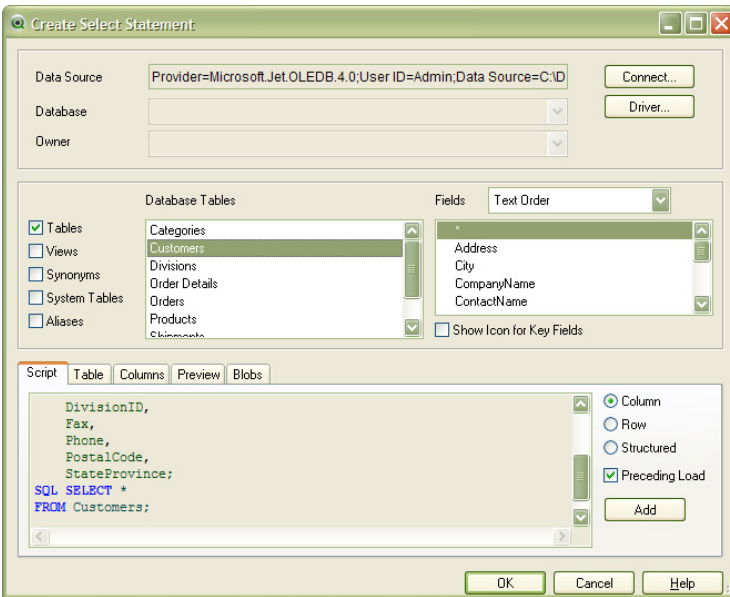 Create Select Statement
Data Source Provider=Microsoft.Jet.OLEDB.4.0;User ID=Admin;Data Source=C:\D Connect...
Database Driver...
Owner
Database Tables Fields Text Order
Tables
Views
Synonyms
System Tables
Aliases
Categories
Customers
Divisions
Order Details
Orders
Products
Shipments
*
Address
City
CompanyName
ContactName
Show Icon for Key Fields
Script Table Columns Preview Blobs
DivisionID,
Fax,
Phone,
PostalCode,
StateProvince;
SQL SELECT *
FROM Customers;
Column
Row
Structured
Preceding Load
Add
OK Cancel Help